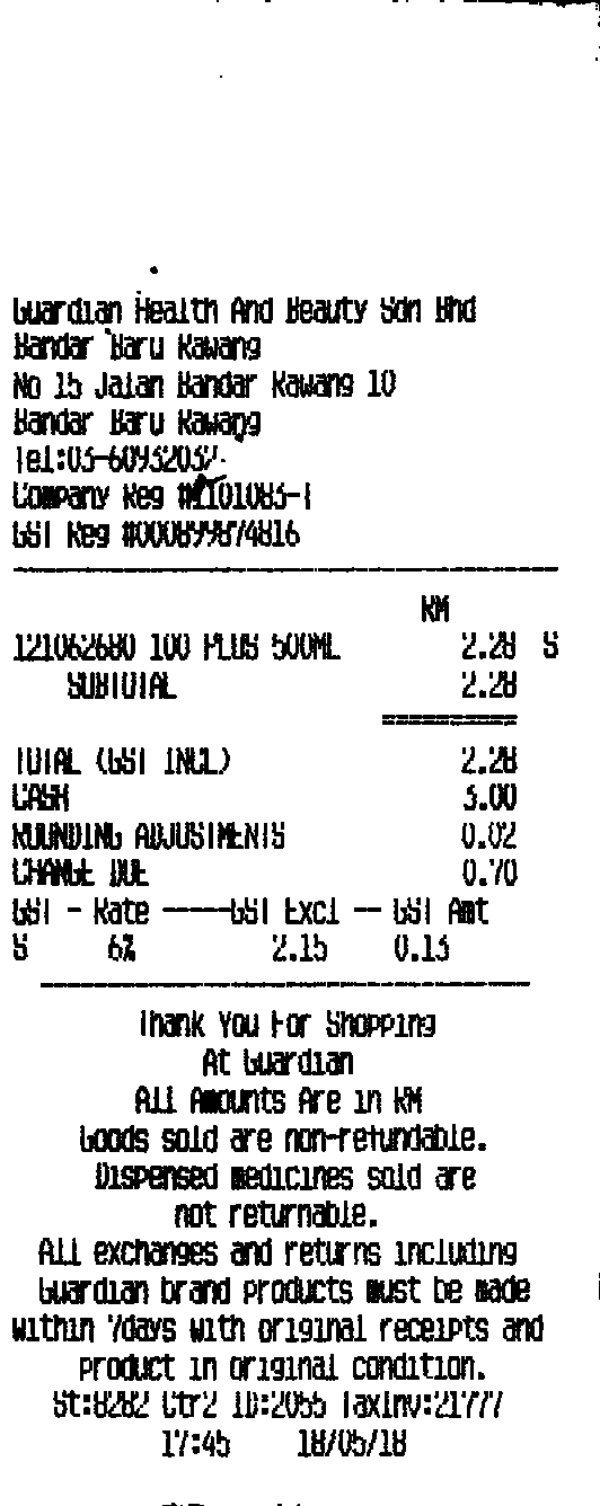 Guardian Health And Beauty Sdn Bhd
Bandar Baru Rawang
No 15 Jalan Bandar Rawang 10
Bandar Baru Rawang
Tel:03-60932032
Company Reg #1101083-T
GST Reg #000899874816
RM
121062680 100 PLUS 500ML 2.28 S
SUBTOTAL 2.28
TOTAL (GST INCL) 2.28
CASH 3.00
ROUNDING ADJUSTMENTS 0.02
CHANGE DUE 0.70
GST - Rate -----GST Excl -- GST Amt
S 6% 2.15 0.13
Thank You For Shopping
At Guardian
All Amounts Are in RM
Goods sold are non-refundable.
Dispensed medicines sold are
not returnable.
All exchanges and returns including
Guardian brand products must be made
within 7days with original receipts and
product in original condition.
St:8282 Ctr2 ID:2055 TaxInv:21777
17:45 18/05/18